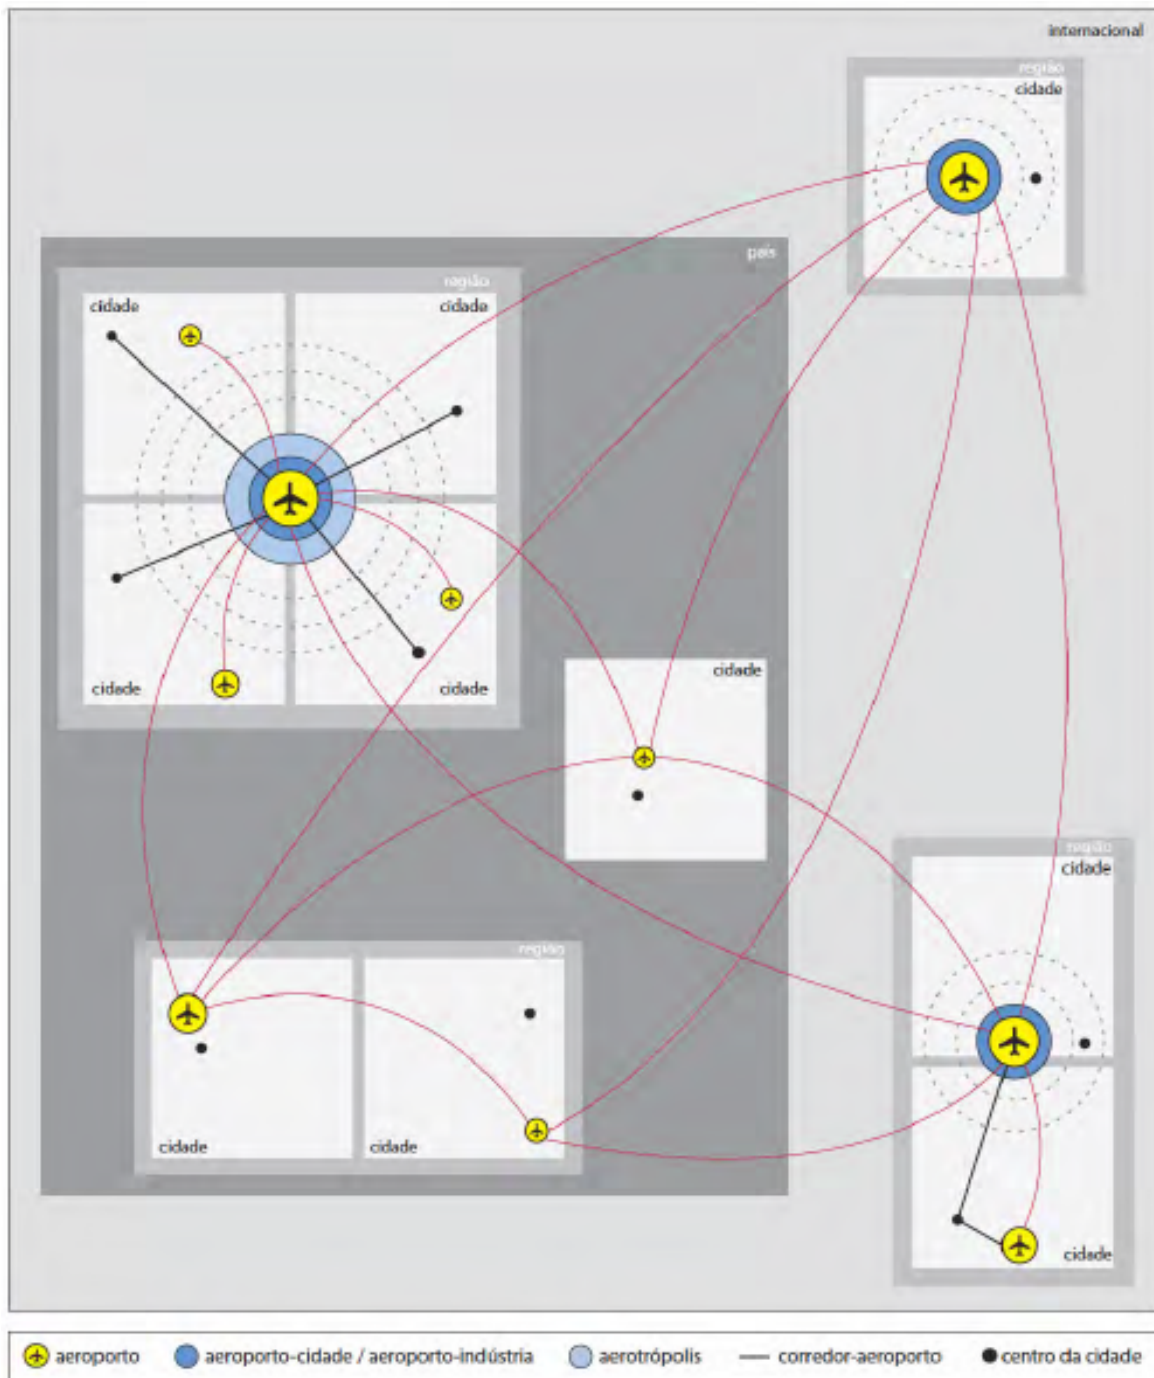 internacional
região
cidade
país
região
cidade
cidade
cidade
cidade
cidade
região
cidade
região
cidade
cidade
cidade
aeroporto
aeroporto-cidade / aeroporto-indústria
aerotrópolis
corredor-aeroporto
centro da cidade